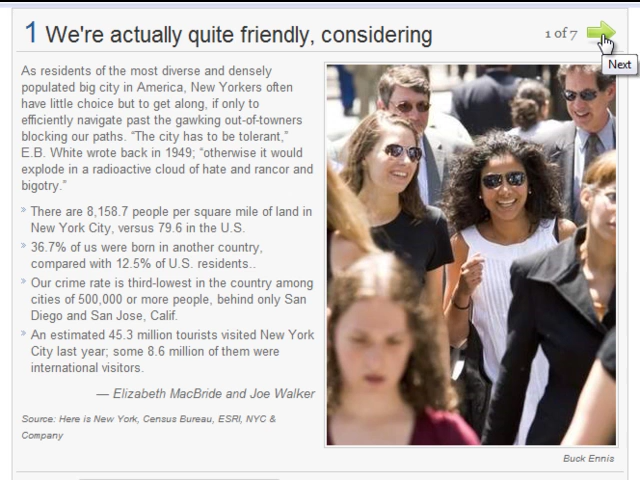 1 We're actually quite friendly, considering
1 of 7
Next
As residents of the most diverse and densely
populated big city in America, New Yorkers often
have little choice but to get along, if only to
efficiently navigate past the gawking out-of-towners
blocking our paths. “The city has to be tolerant,”
E.B. White wrote back in 1949; “otherwise it would
explode in a radioactive cloud of hate and rancor and
bigotry.”
» There are 8,158.7 people per square mile of land in
New York City, versus 79.6 in the U.S.
» 36.7% of us were born in another country,
compared with 12.5% of U.S. residents..
» Our crime rate is third-lowest in the country among
cities of 500,000 or more people, behind only San
Diego and San Jose, Calif.
» An estimated 45.3 million tourists visited New York
City last year; some 8.6 million of them were
international visitors.
— Elizabeth MacBride and Joe Walker
Source: Here is New York, Census Bureau, ESRI, NYC &
Company
Buck Ennis